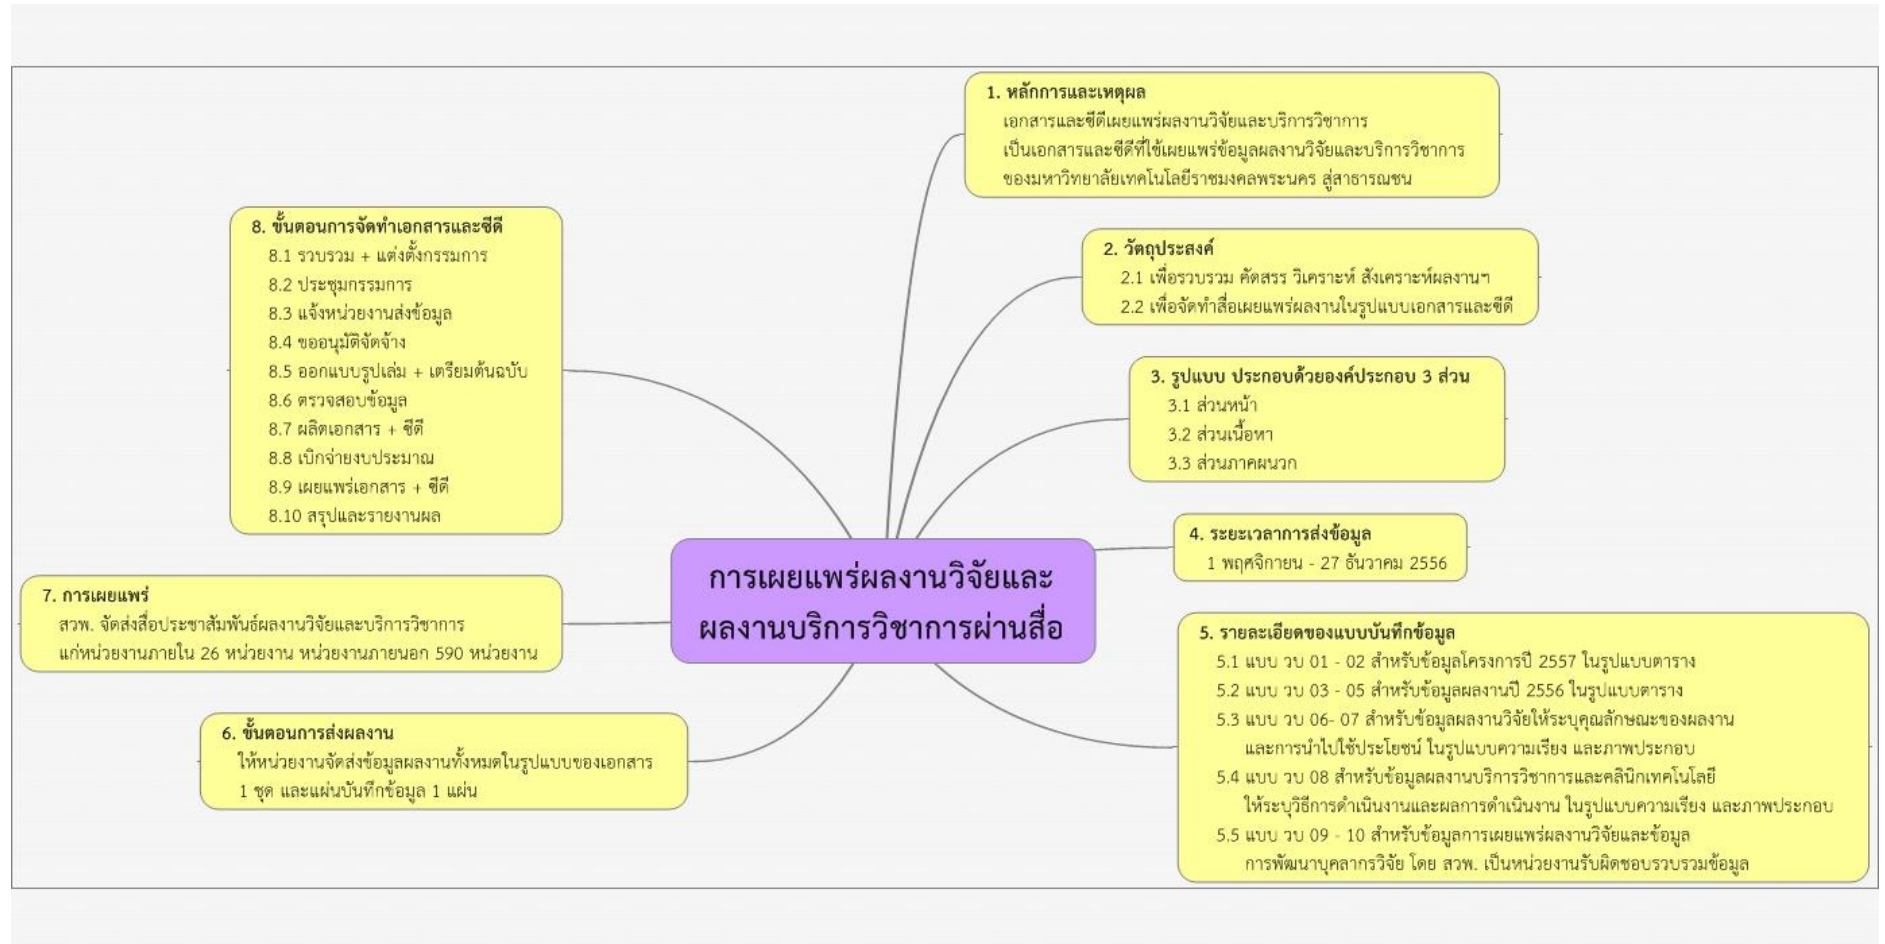 1. หลักการและเหตุผล
เอกสารและซีดีเผยแพร่ผลงานวิจัยและบริการวิชาการ
เป็นเอกสารและซีดีที่ใช้เผยแพร่ข้อมูลผลงานวิจัยและบริการวิชาการ
ของมหาวิทยาลัยเทคโนโลยีราชมงคลพระนคร สู่สาธารณชน
2. วัตถุประสงค์
2.1 เพื่อรวบรวม คัดสรร วิเคราะห์ สังเคราะห์ผลงานฯ
2.2 เพื่อจัดทำสื่อเผยแพร่ผลงานในรูปแบบเอกสารและซีดี
3. รูปแบบ ประกอบด้วยองค์ประกอบ 3 ส่วน
3.1 ส่วนหน้า
3.2 ส่วนเนื้อหา
3.3 ส่วนภาคผนวก
4. ระยะเวลาการส่งข้อมูล
1 พฤศจิกายน - 27 ธันวาคม 2556
5. รายละเอียดของแบบบันทึกข้อมูล
5.1 แบบ วบ 01 - 02 สำหรับข้อมูลโครงการปี 2557 ในรูปแบบตาราง
5.2 แบบ วบ 03 - 05 สำหรับข้อมูลผลงานปี 2556 ในรูปแบบตาราง
5.3 แบบ วบ 06- 07 สำหรับข้อมูลผลงานวิจัยให้ระบุคุณลักษณะของผลงาน
และการนำไปใช้ประโยชน์ ในรูปแบบความเรียง และภาพประกอบ
5.4 แบบ วบ 08 สำหรับข้อมูลผลงานบริการวิชาการและคลินิกเทคโนโลยี
ให้ระบุวิธีการดำเนินงานและผลการดำเนินงาน ในรูปแบบความเรียง และภาพประกอบ
5.5 แบบ วบ 09 - 10 สำหรับข้อมูลการเผยแพร่ผลงานวิจัยและข้อมูล
การพัฒนาบุคลากรวิจัย โดย สวพ. เป็นหน่วยงานรับผิดชอบรวบรวมข้อมูล
6. ขั้นตอนการส่งผลงาน
ให้หน่วยงานจัดส่งข้อมูลผลงานทั้งหมดในรูปแบบของเอกสาร
1 ชุด และแผ่นบันทึกข้อมูล 1 แผ่น
7. การเผยแพร่
สวพ. จัดส่งสื่อประชาสัมพันธ์ผลงานวิจัยและบริการวิชาการ
แก่หน่วยงานภายใน 26 หน่วยงาน หน่วยงานภายนอก 590 หน่วยงาน
8. ขั้นตอนการจัดทำเอกสารและซีดี
8.1 รวบรวม + แต่งตั้งกรรมการ
8.2 ประชุมกรรมการ
8.3 แจ้งหน่วยงานส่งข้อมูล
8.4 ขออนุมัติจัดจ้าง
8.5 ออกแบบรูปเล่ม + เตรียมต้นฉบับ
8.6 ตรวจสอบข้อมูล
8.7 ผลิตเอกสาร + ซีดี
8.8 เบิกจ่ายงบประมาณ
8.9 เผยแพร่เอกสาร + ซีดี
8.10 สรุปและรายงานผล
การเผยแพร่ผลงานวิจัยและ
ผลงานบริการวิชาการผ่านสื่อ